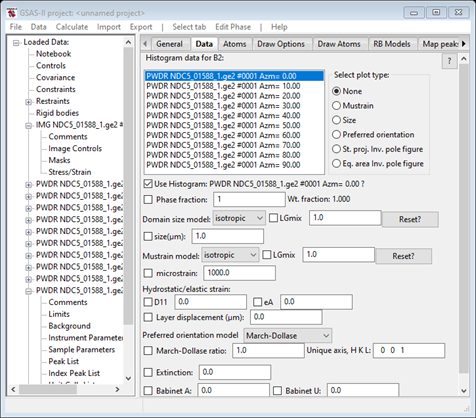 GSAS-II project: <unnamed project>
File Data Calculate Import Export | Select tab Edit Phase | Help
Loaded Data:
Notebook
Controls
Covariance
Constraints
Restraints
Rigid bodies
IMG NDC5_01588_1.ge2 #0
Comments
Image Controls
Masks
Stress/Strain
PWDR NDC5_01588_1.ge2
PWDR NDC5_01588_1.ge2
PWDR NDC5_01588_1.ge2
PWDR NDC5_01588_1.ge2
PWDR NDC5_01588_1.ge2
PWDR NDC5_01588_1.ge2
PWDR NDC5_01588_1.ge2
PWDR NDC5_01588_1.ge2
PWDR NDC5_01588_1.ge2
PWDR NDC5_01588_1.ge2
Comments
Limits
Background
Instrument Parameter
Sample Parameters
Peak List
Index Peak List
General Data Atoms Draw Options Draw Atoms RB Models Map peaks
Histogram data for B2:
?
PWDR NDC5_01588_1.ge2 #0001 Azm= 0.00
PWDR NDC5_01588_1.ge2 #0001 Azm= 10.00
PWDR NDC5_01588_1.ge2 #0001 Azm= 20.00
PWDR NDC5_01588_1.ge2 #0001 Azm= 30.00
PWDR NDC5_01588_1.ge2 #0001 Azm= 40.00
PWDR NDC5_01588_1.ge2 #0001 Azm= 50.00
PWDR NDC5_01588_1.ge2 #0001 Azm= 60.00
PWDR NDC5_01588_1.ge2 #0001 Azm= 70.00
PWDR NDC5_01588_1.ge2 #0001 Azm= 80.00
PWDR NDC5_01588_1.ge2 #0001 Azm= 90.00
Select plot type:
None
Mustrain
Size
Preferred orientation
St. proj. Inv. pole figure
Eq. area Inv. pole figure
Use Histogram: PWDR NDC5_01588_1.ge2 #0001 Azm= 0.00 ?
Phase fraction: 1 Wt. fraction: 1.000
Domain size model: isotropic LGmix 1.0 Reset?
size(μm): 1.0
Mustrain model: isotropic LGmix 1.0 Reset?
microstrain: 1000.0
Hydrostatic/elastic strain:
D11 0.0 eA 0.0
Layer displacement (μm): 0.0
Preferred orientation model March-Dollase
March-Dollase ratio: 1.0 Unique axis, H K L: 0 0 1
Extinction: 0.0
Babinet A: 0.0 Babinet U: 0.0